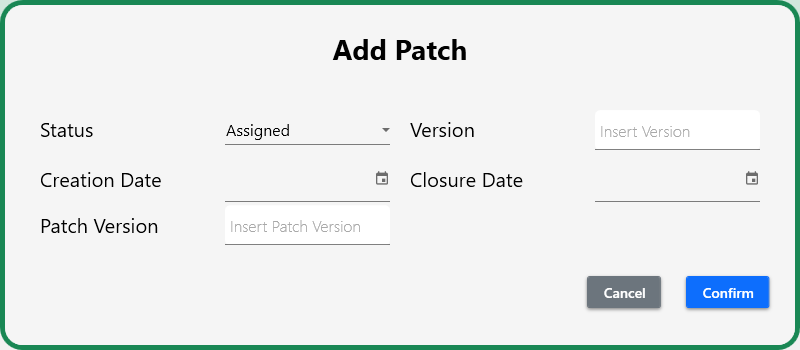 Add Patch
Status Assigned Version Insert Version
Creation Date Closure Date
Patch Version Insert Patch Version
Cancel Confirm